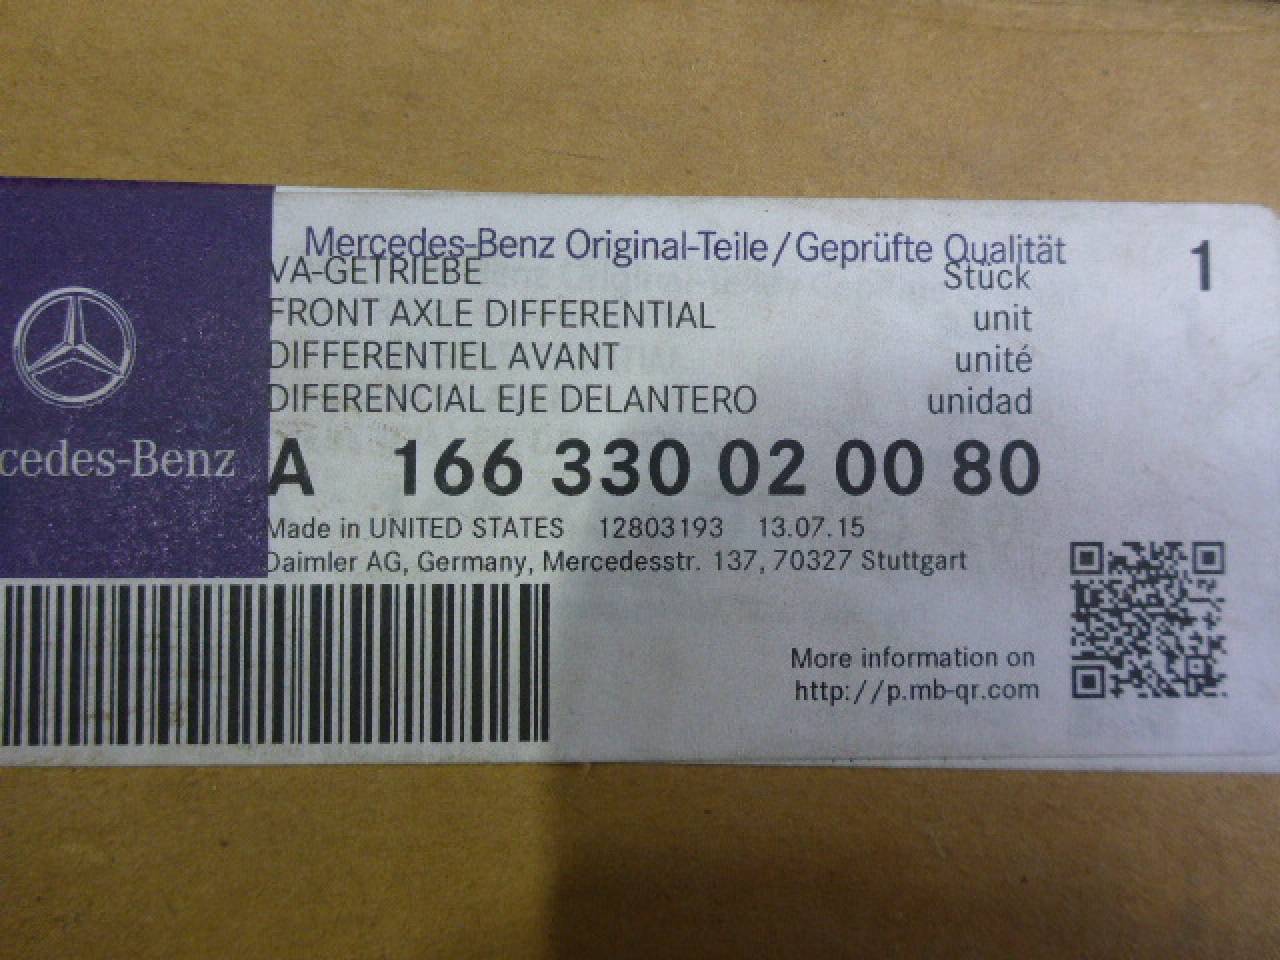 Mercedes-Benz Original-Teile/Geprüfte Qualität
1
VA-GETRIEBE Stück
FRONT AXLE DIFFERENTIAL unit
DIFFERENTIEL AVANT unité
DIFERENCIAL EJE DELANTERO unidad
cedes-Benz
A 166 330 02 00 80
Made in UNITED STATES 12803193 13.07.15
Daimler AG, Germany, Mercedesstr. 137, 70327 Stuttgart
More information on
http://p.mb-qr.com